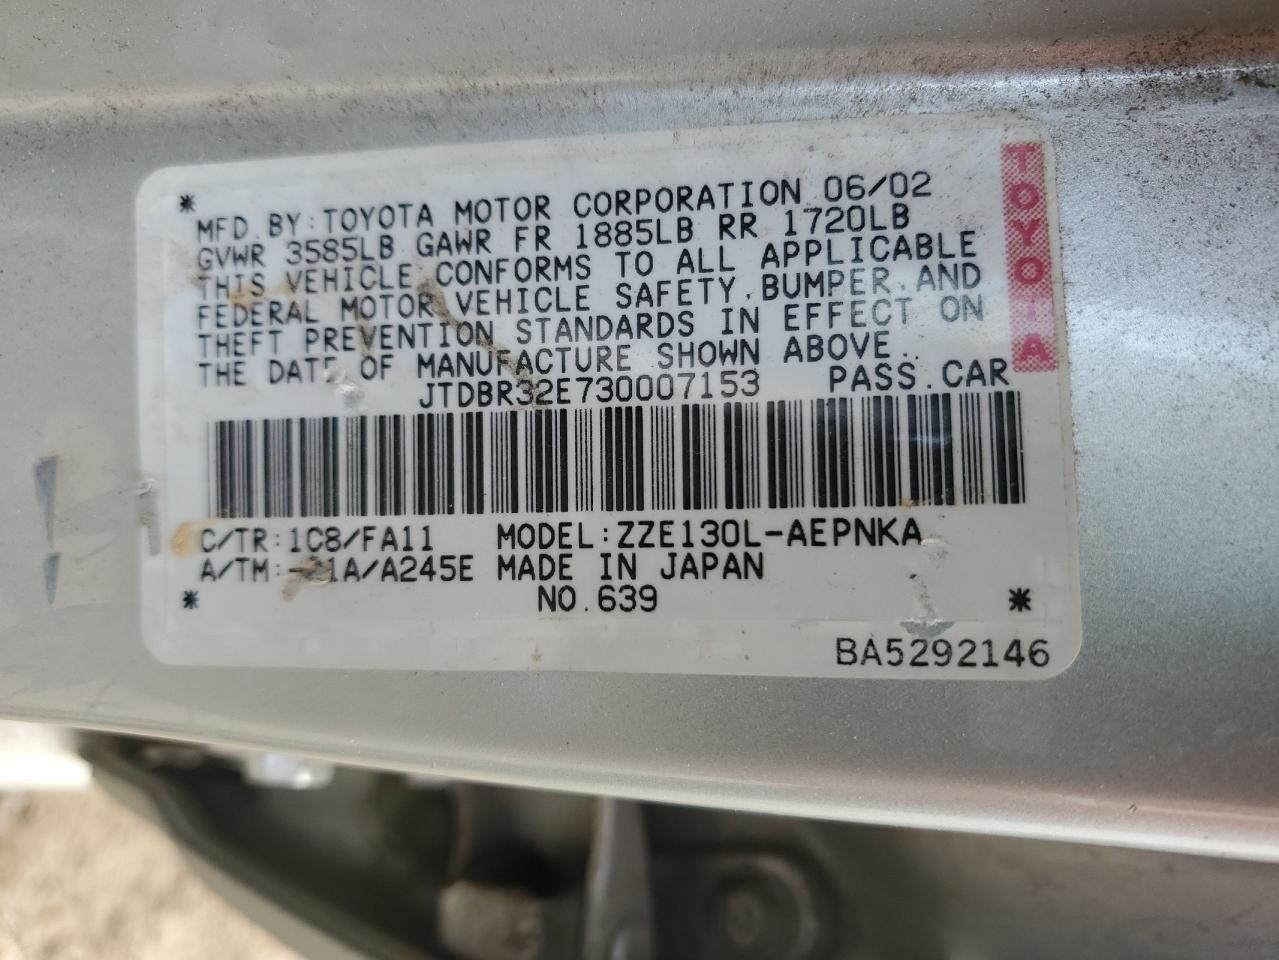 MFD.BY:TOYOTA MOTOR CORPORATION 06/02
GVWR 3585LB GAWR FR 1885LB RR 1720LB
THIS VEHICLE CONFORMS TO ALL APPLICABLE
FEDERAL MOTOR VEHICLE SAFETY,BUMPER,AND
THEFT PREVENTION STANDARDS IN EFFECT ON
THE DATE OF MANUFACTURE SHOWN ABOVE.
JTDBR32E730007153 PASS.CAR
TOYOTA
C/TR:1C8/FA11 MODEL:ZZE130L-AEPNKA
A/TM:-01A/A245E MADE IN JAPAN
NO.639
BA5292146